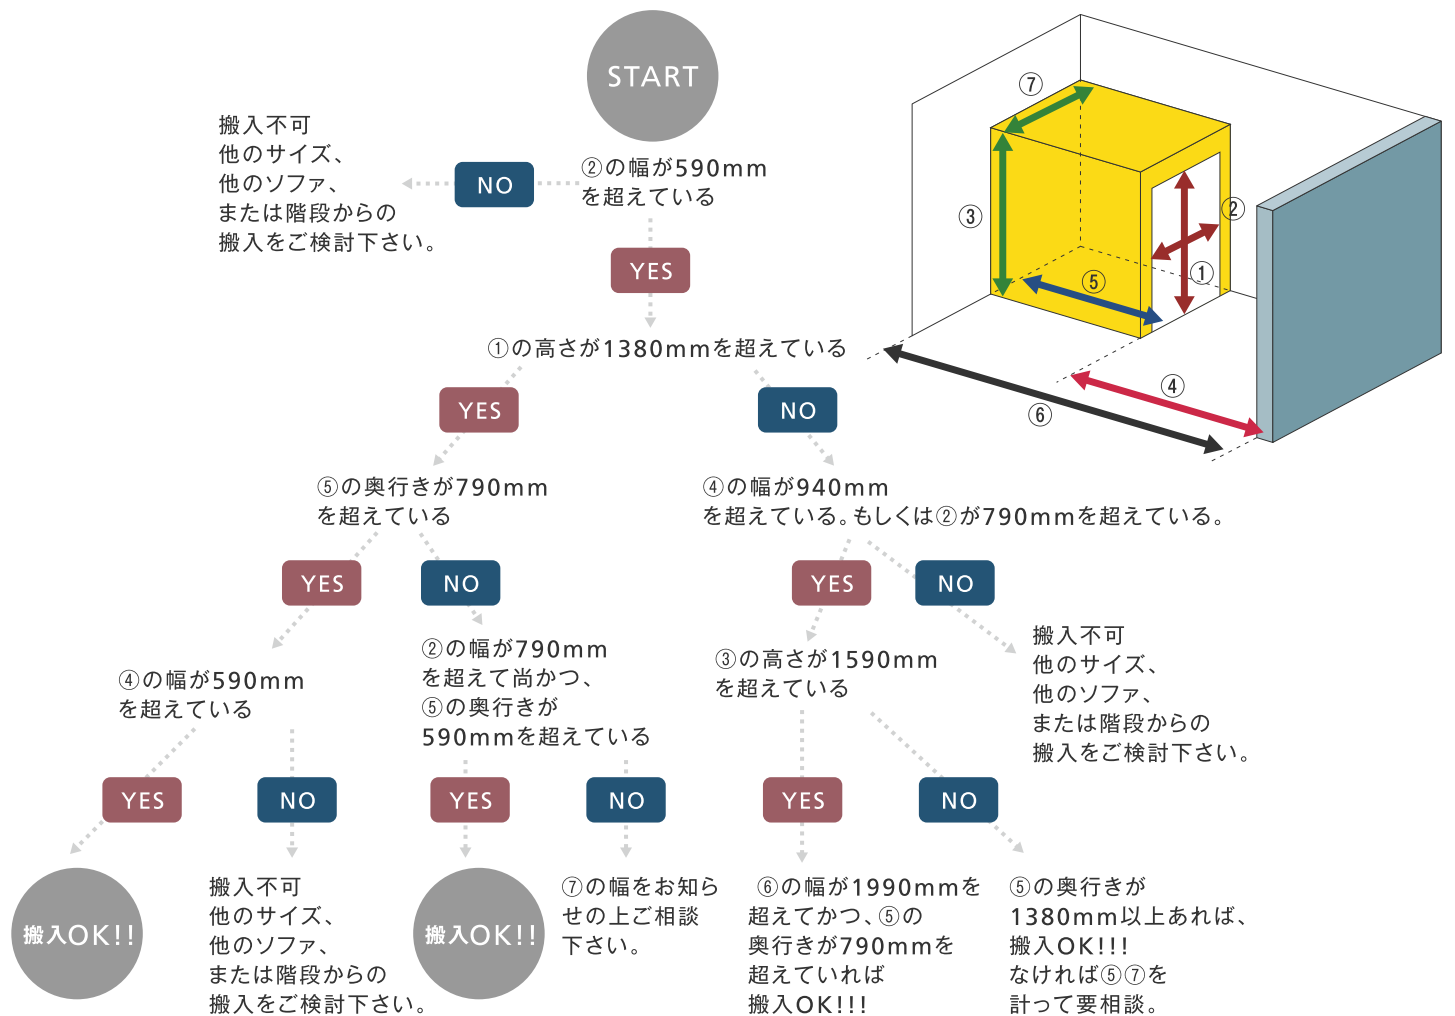 START
②の幅が590mm
を超えている
NO
搬入不可
他のサイズ、
他のソファ、
または階段からの
搬入をご検討下さい。
YES
①の高さが1380mmを超えている
YES
NO
⑤の奥行きが790mm
を超えている
④の幅が940mm
を超えている。もしくは②が790mmを超えている。
YES
NO
YES
NO
④の幅が590mm
を超えている
②の幅が790mm
を超えて尚かつ、
⑤の奥行きが
590mmを超えている
③の高さが1590mm
を超えている
搬入不可
他のサイズ、
他のソファ、
または階段からの
搬入をご検討下さい。
YES
NO
YES
NO
YES
NO
搬入OK!!
搬入不可
他のサイズ、
他のソファ、
または階段からの
搬入をご検討下さい。
搬入OK!!
⑦の幅をお知ら
せの上ご相談
下さい。
⑥の幅が1990mmを
超えてかつ、⑤の
奥行きが790mmを
超えていれば
搬入OK!!!
⑤の奥行きが
1380mm以上あれば、
搬入OK!!!
なければ⑤⑦を
計って要相談。
⑦
③
②
①
⑤
④
⑥